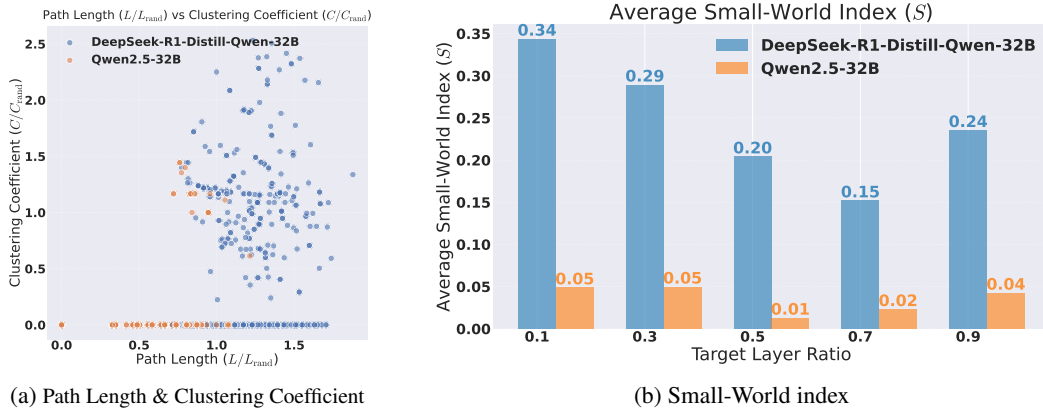 Path Length (L/L_rand) vs Clustering Coefficient (C/C_rand)
DeepSeek-R1-Distill-Qwen-32B
Qwen2.5-32B
Clustering Coefficient (C/C_rand)
2.5
2.0
1.5
1.0
0.5
0.0
0.0 0.5 1.0 1.5
Path Length (L/L_rand)
(a) Path Length & Clustering Coefficient
Average Small-World Index (S)
DeepSeek-R1-Distill-Qwen-32B
Qwen2.5-32B
Average Small-World Index (S)
0.35
0.30
0.25
0.20
0.15
0.10
0.05
0.00
0.34 0.29 0.20 0.15 0.24
0.05 0.05 0.01 0.02 0.04
0.1 0.3 0.5 0.7 0.9
Target Layer Ratio
(b) Small-World index